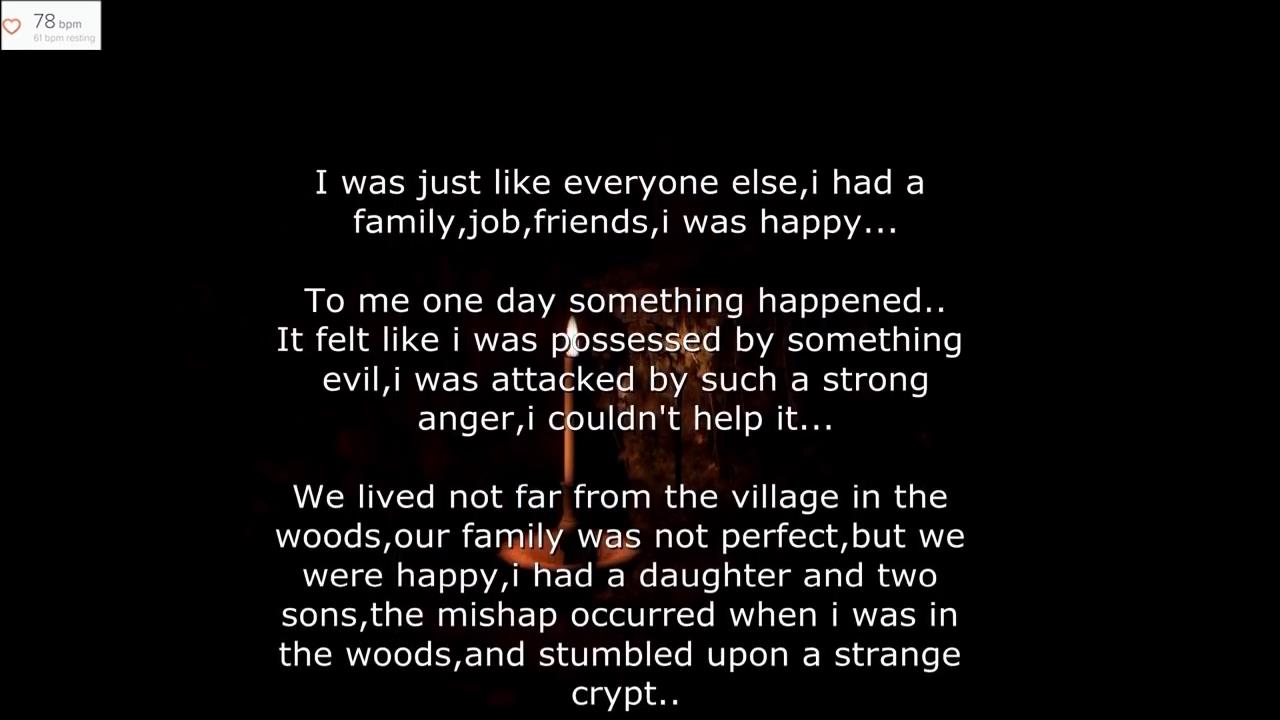 78 bpm
61 bpm resting
I was just like everyone else,i had a
family,job,friends,i was happy...
To me one day something happened..
It felt like i was possessed by something
evil,i was attacked by such a strong
anger,i couldn't help it...
We lived not far from the village in the
woods,our family was not perfect,but we
were happy,i had a daughter and two
sons,the mishap occurred when i was in
the woods,and stumbled upon a strange
crypt..